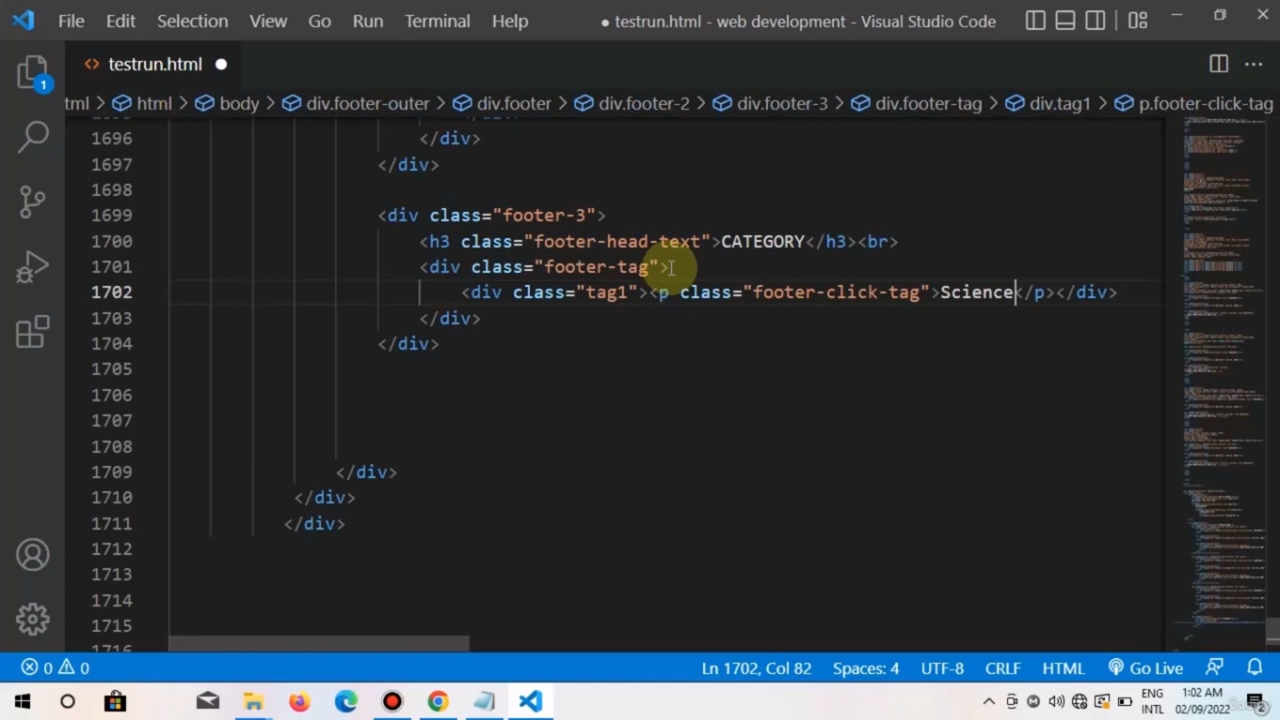 File Edit Selection View Go Run Terminal Help ● testrun.html - web development - Visual Studio Code
<> testrun.html ●
tml > html > body > div.footer-outer > div.footer > div.footer-2 > div.footer-3 > div.footer-tag > div.tag1 > p.footer-click-tag
1696 </div>
1697 </div>
1698
1699 <div class="footer-3">
1700 <h3 class="footer-head-text">CATEGORY</h3><br>
1701 <div class="footer-tag">
1702 <div class="tag1"><p class="footer-click-tag">Science</p></div>
1703 </div>
1704 </div>
1705
1706
1707
1708
1709 </div>
1710 </div>
1711 </div>
1712
1713
1714
1715
1716
1
0 0 Ln 1702, Col 82 Spaces: 4 UTF-8 CRLF HTML Go Live
ENG 1:02 AM
INTL 02/09/2022 2